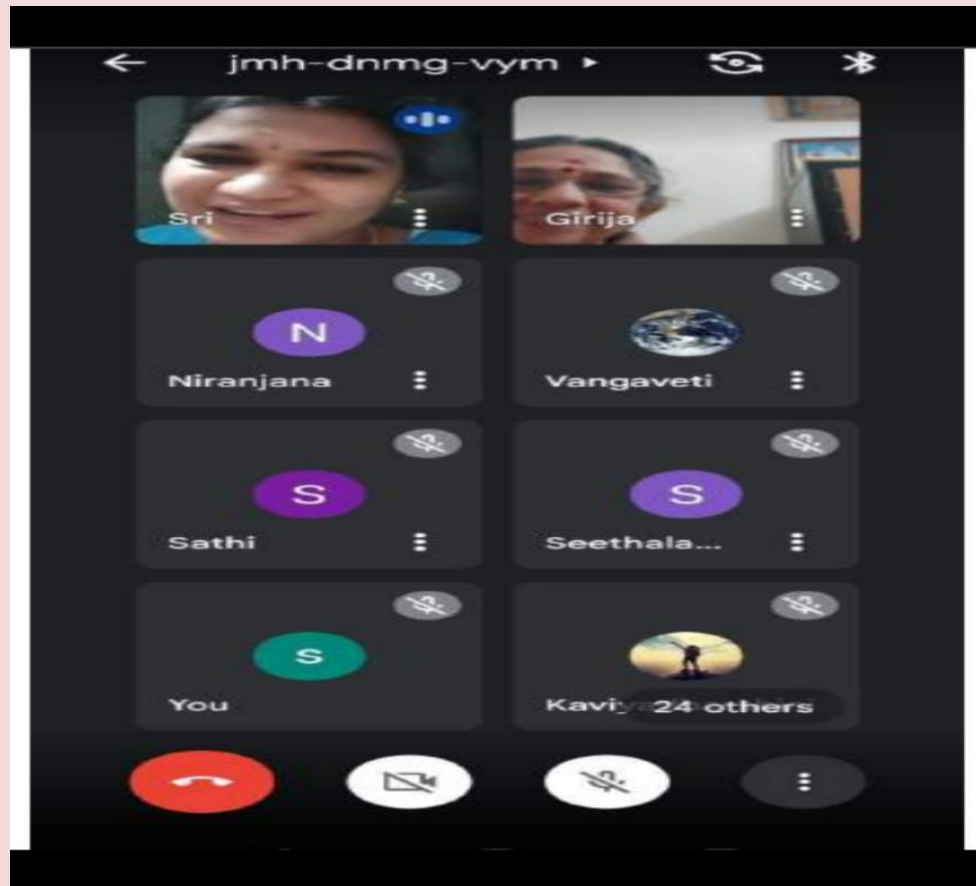 jmh-dnmg-vym
Sri
Girija
N
Niranjana
Vangaveti
S
Sathi
S
Seethala...
s
You
24 others